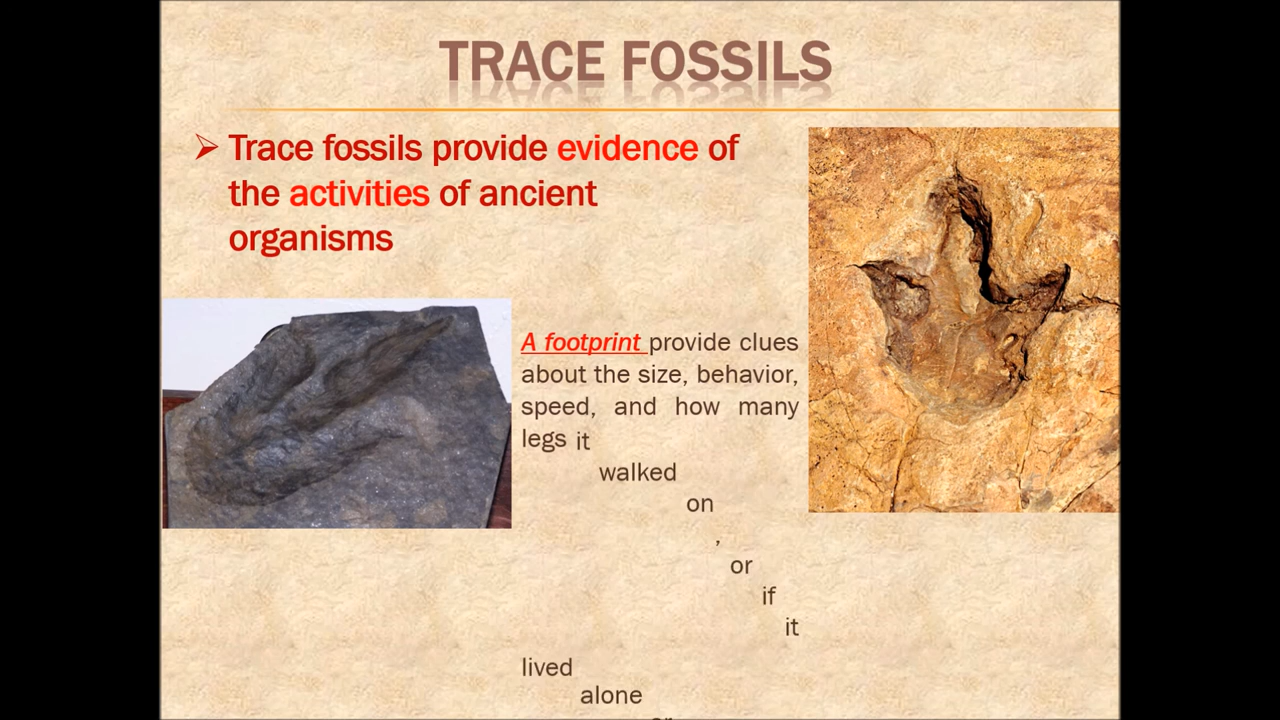 TRACE FOSSILS
Trace fossils provide evidence of
the activities of ancient
organisms
A footprint provide clues
about the size, behavior,
speed, and how many
legs it
walked
on
,
or
if
it
lived
alone